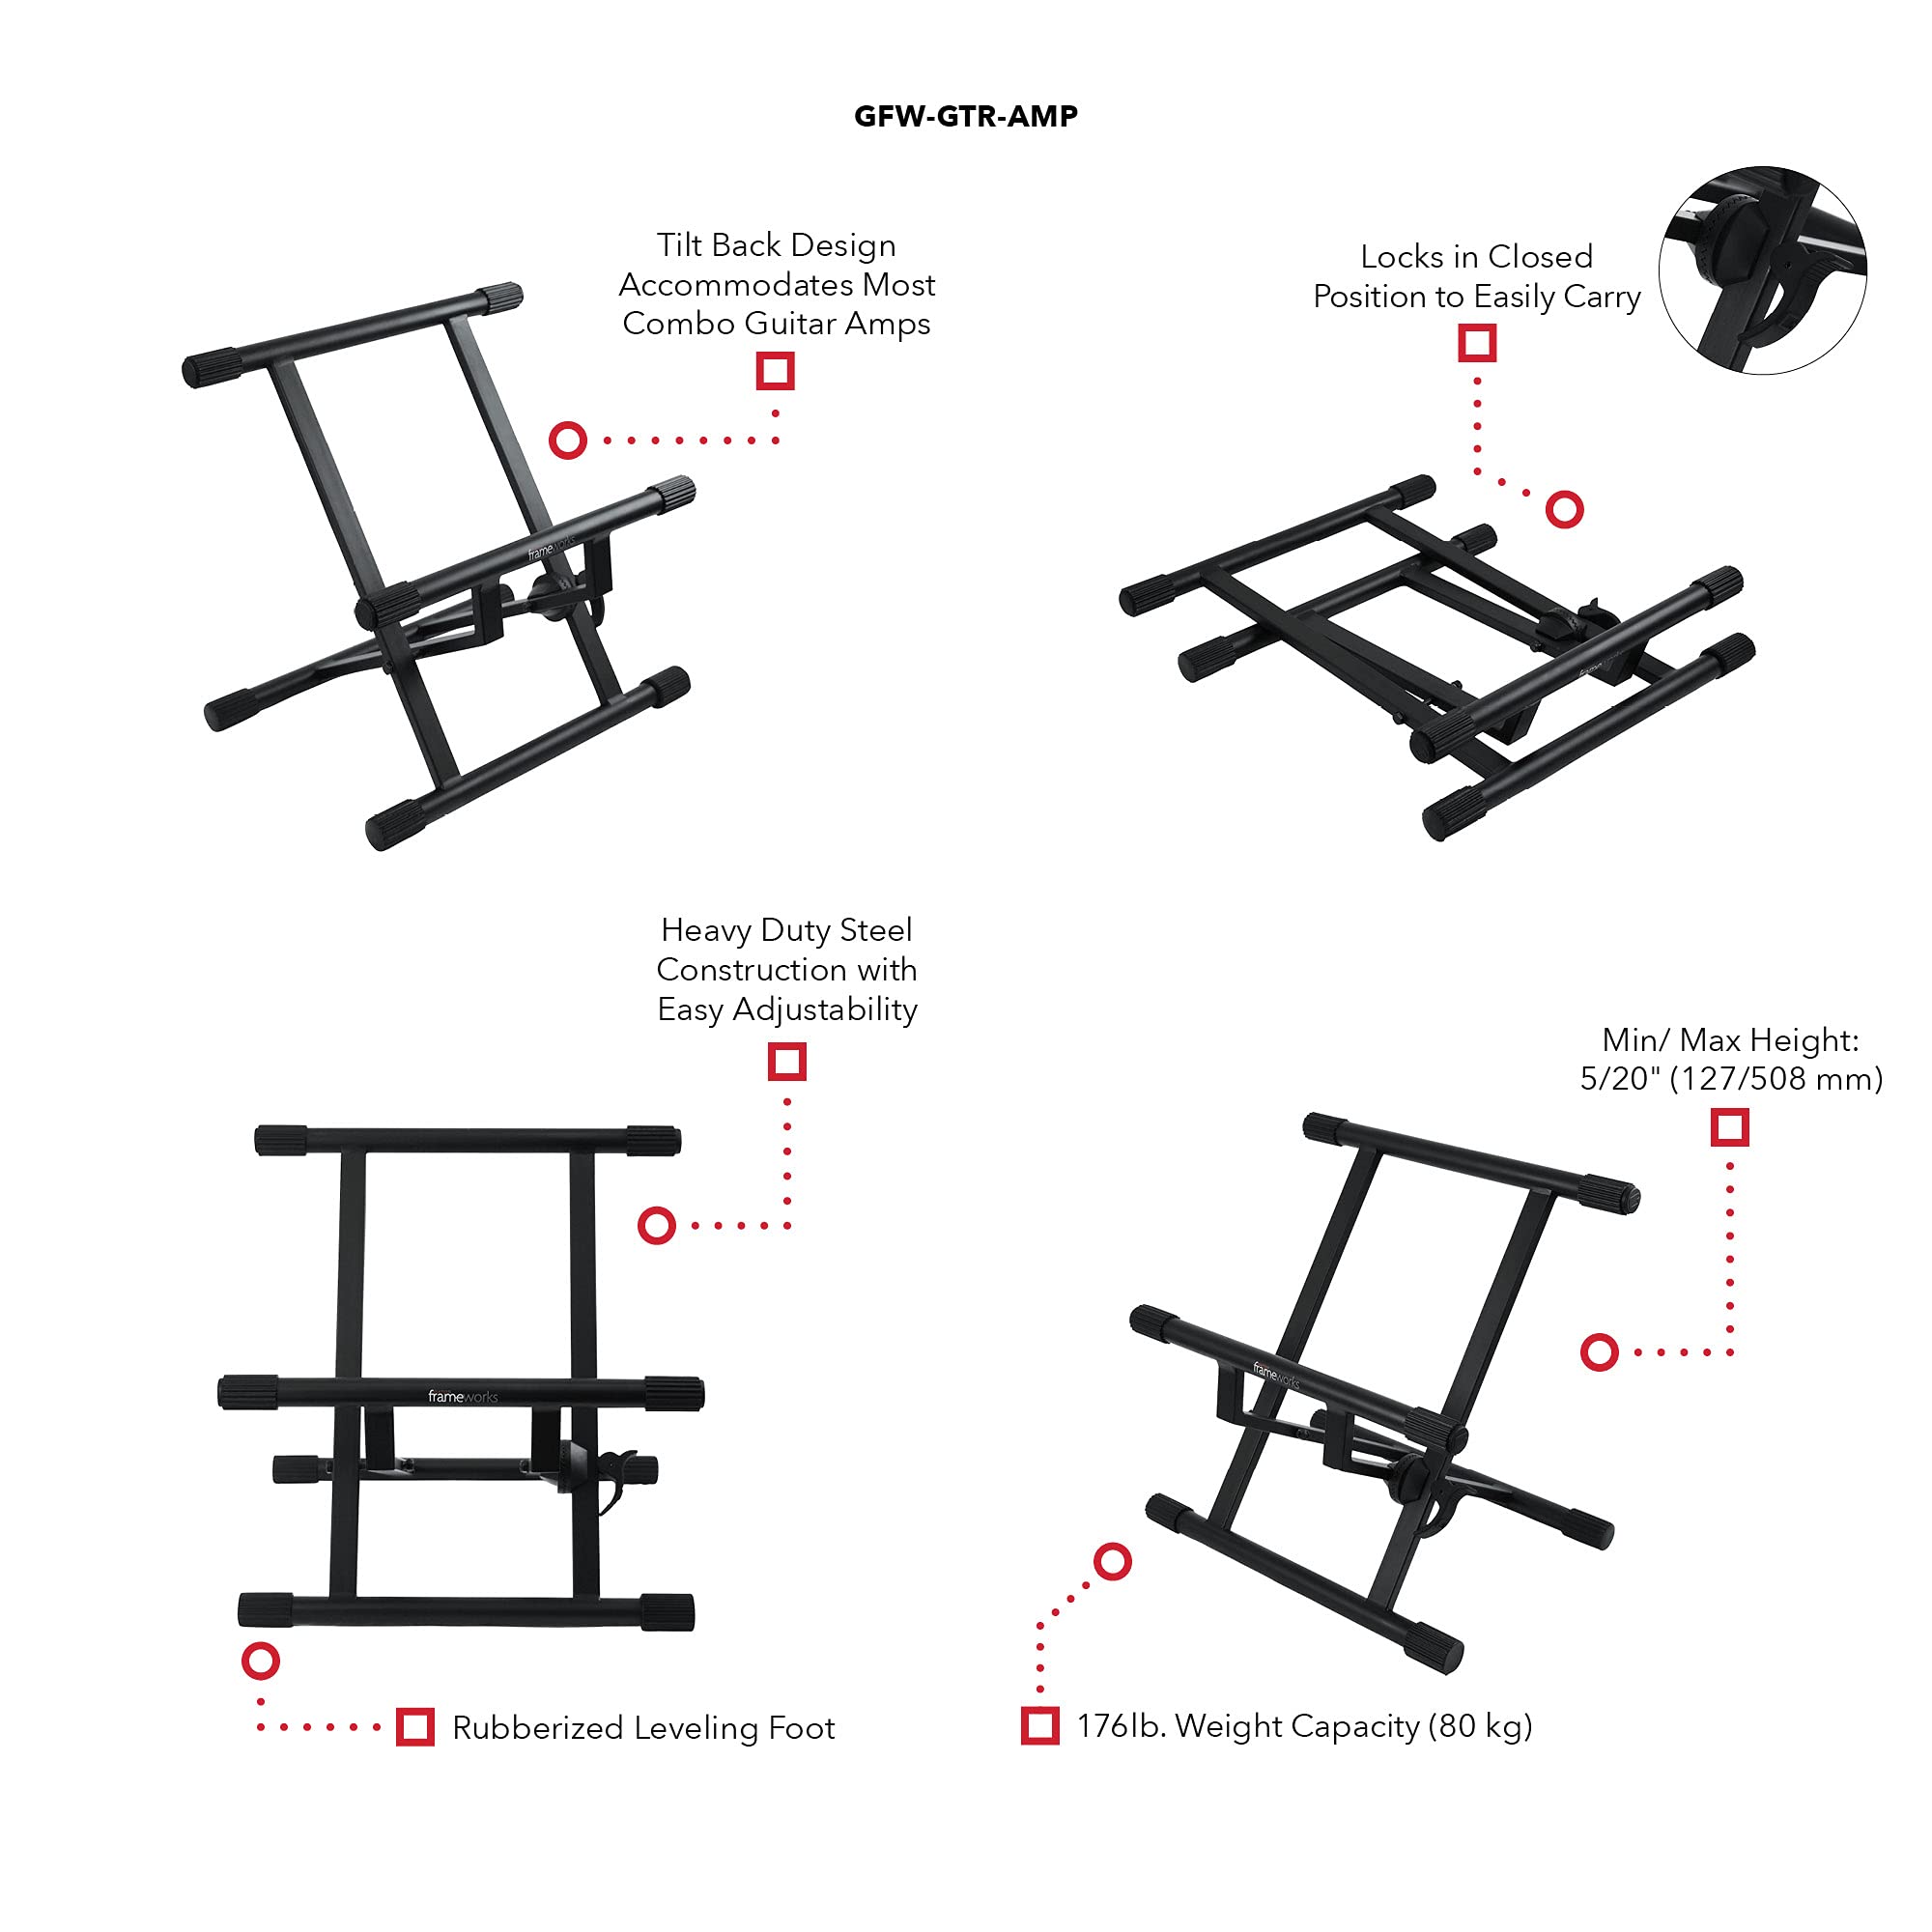 GFW-GTR-AMP
Tilt Back Design
Accommodates Most
Combo Guitar Amps
Locks in Closed
Position to Easily Carry
frameworks
Heavy Duty Steel
Construction with
Easy Adjustability
Min/ Max Height:
5/20" (127/508 mm)
frameworks
frameworks
Rubberized Leveling Foot
176lb. Weight Capacity (80 kg)